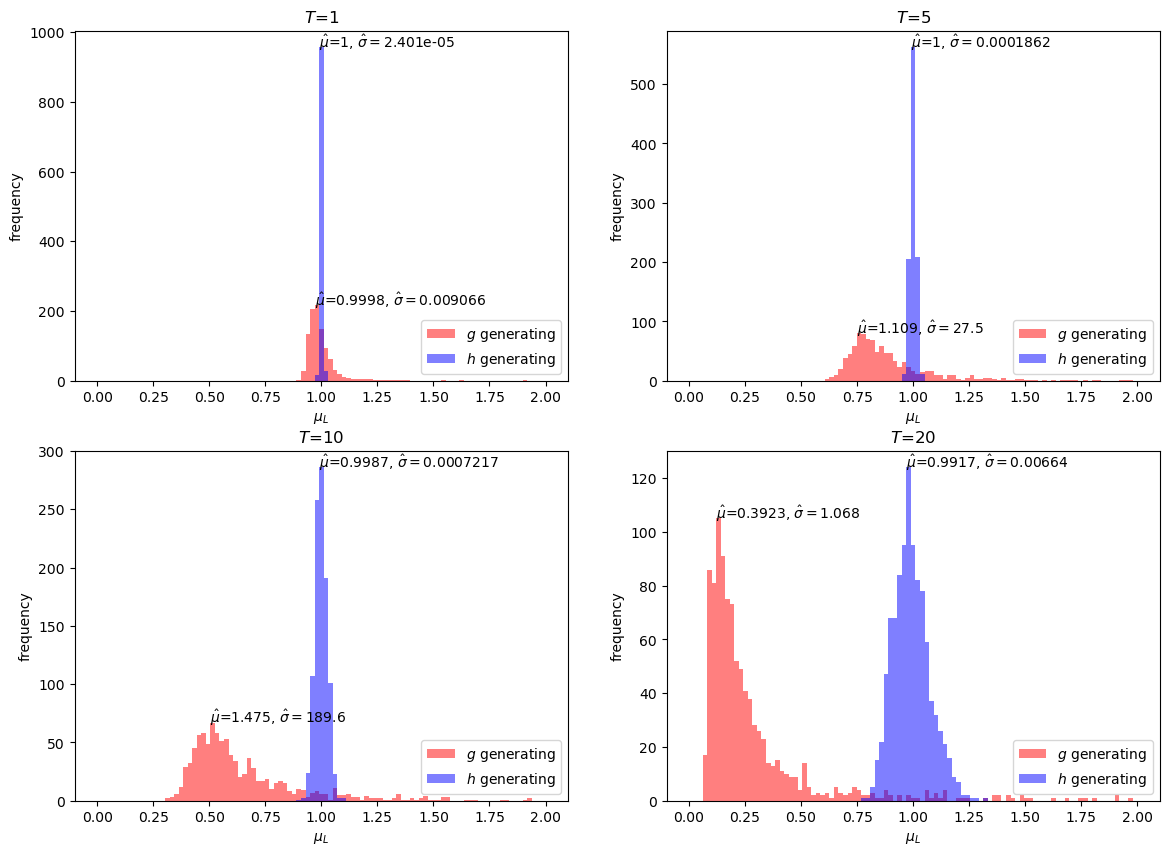 T=1
1000
800
600
400
200
0
frequency
μ̂=1, σ̂ = 2.401e-05
μ̂=0.9998, σ̂ = 0.009066
g generating
h generating
0.00 0.25 0.50 0.75 1.00 1.25 1.50 1.75 2.00
μ_L
T=5
500
400
300
200
100
0
frequency
μ̂=1, σ̂ = 0.0001862
μ̂=1.109, σ̂ = 27.5
g generating
h generating
0.00 0.25 0.50 0.75 1.00 1.25 1.50 1.75 2.00
μ_L
T=10
300
250
200
150
100
50
0
frequency
μ̂=0.9987, σ̂ = 0.0007217
μ̂=1.475, σ̂ = 189.6
g generating
h generating
0.00 0.25 0.50 0.75 1.00 1.25 1.50 1.75 2.00
μ_L
T=20
120
100
80
60
40
20
0
frequency
μ̂=0.9917, σ̂ = 0.00664
μ̂=0.3923, σ̂ = 1.068
g generating
h generating
0.00 0.25 0.50 0.75 1.00 1.25 1.50 1.75 2.00
μ_L